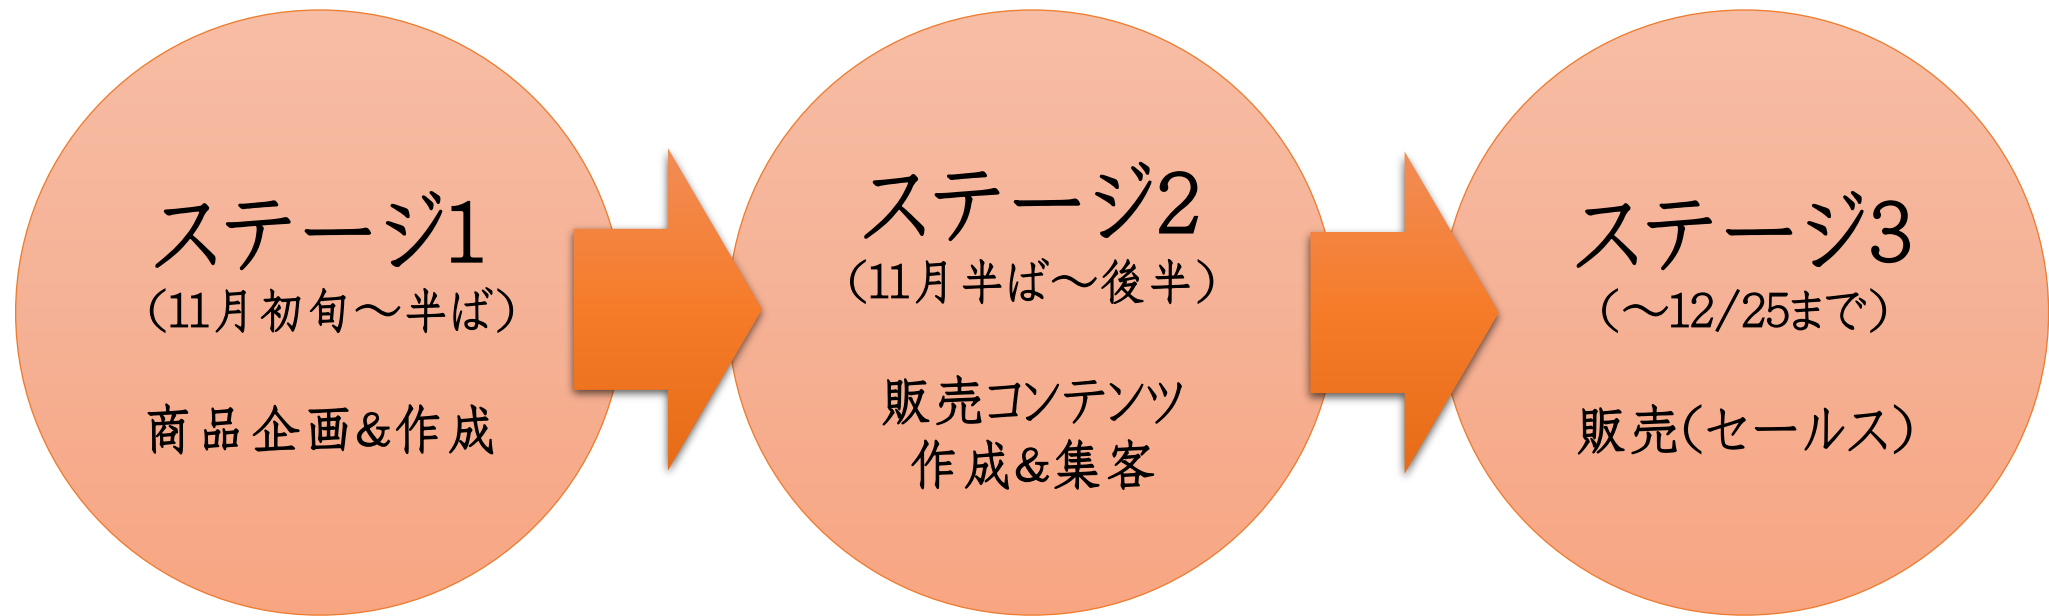 ステージ1
（11月初旬～半ば）
商品企画&作成
ステージ2
（11月半ば～後半）
販売コンテンツ
作成&集客
ステージ3
（～12/25まで）
販売（セールス）